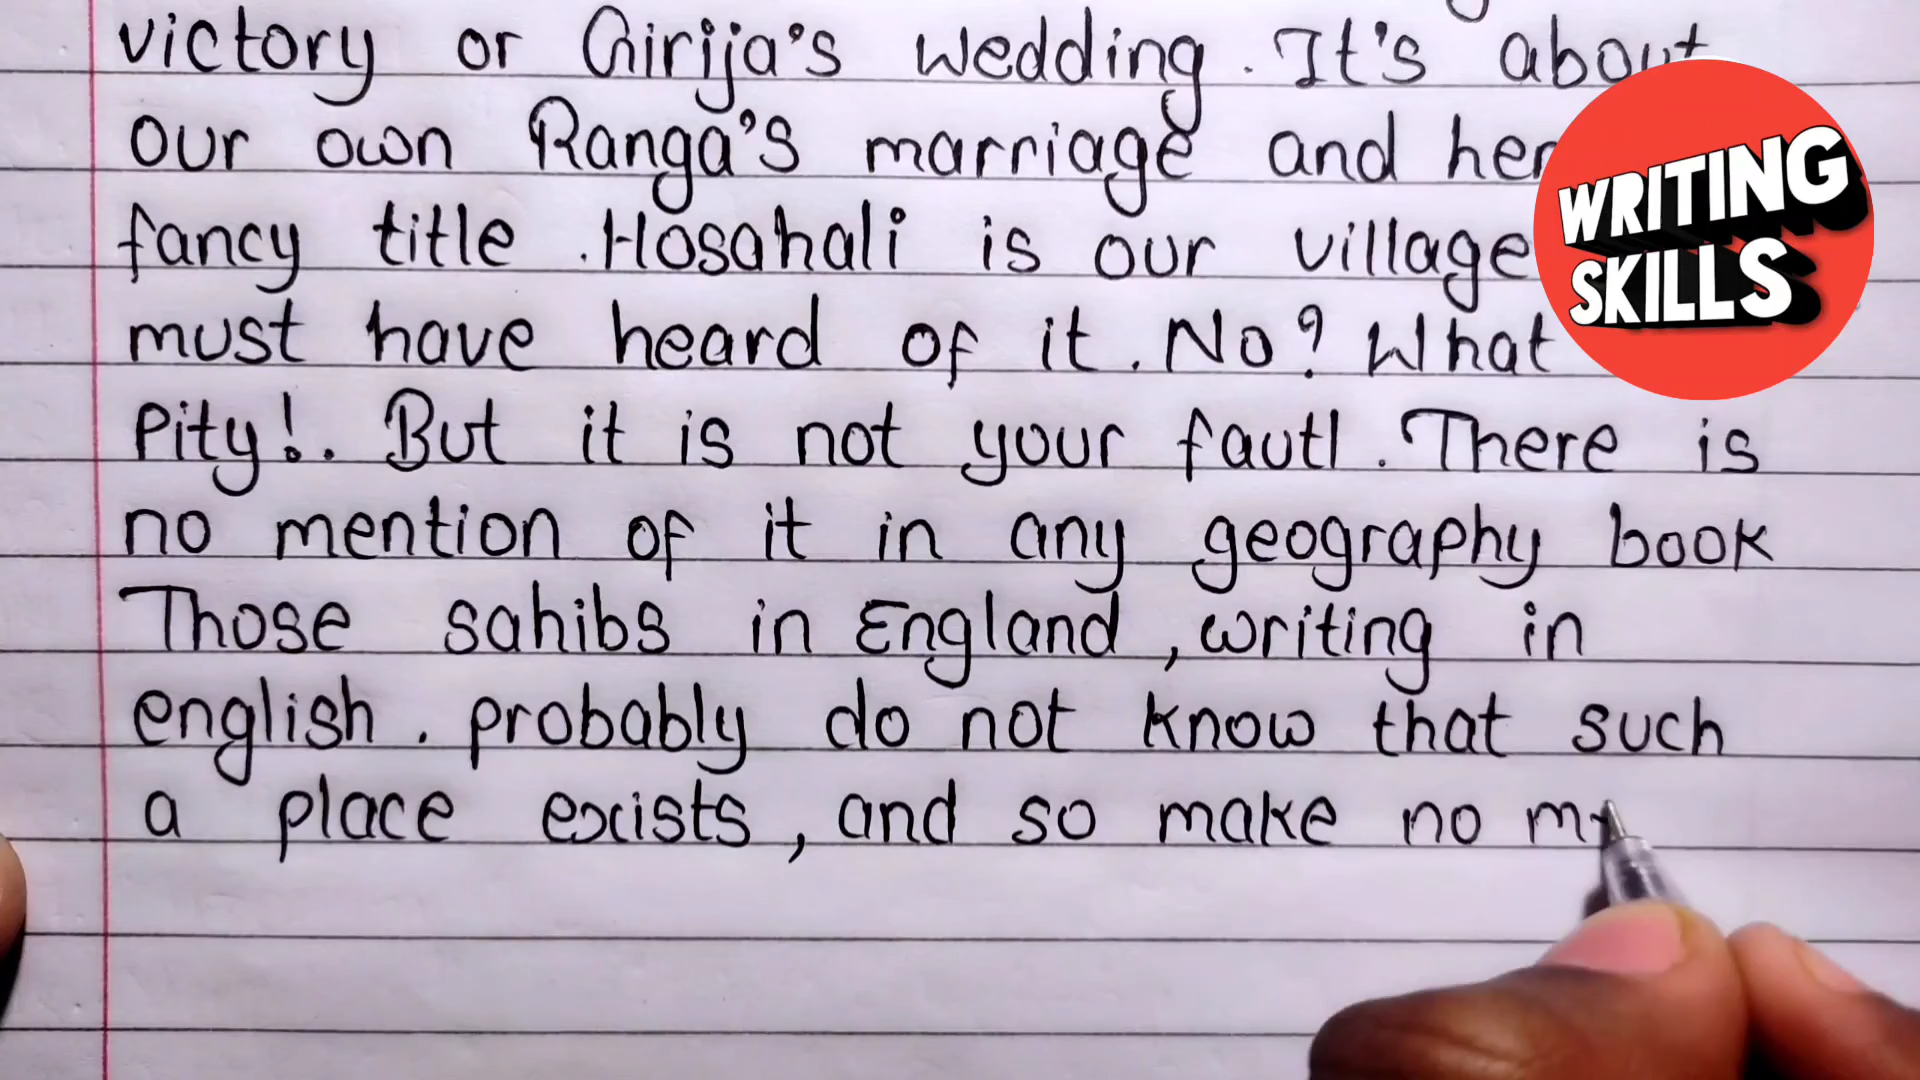 victory or Girija's wedding. It's about
our own Ranga's marriage and her
fancy title. Hosahali is our village
must have heard of it. No? What
pity!. But it is not your fautl. There is
no mention of it in any geography book
Those sahibs in England, writing in
english. probably do not know that such
a place exists, and so make no
WRITING
SKILLS